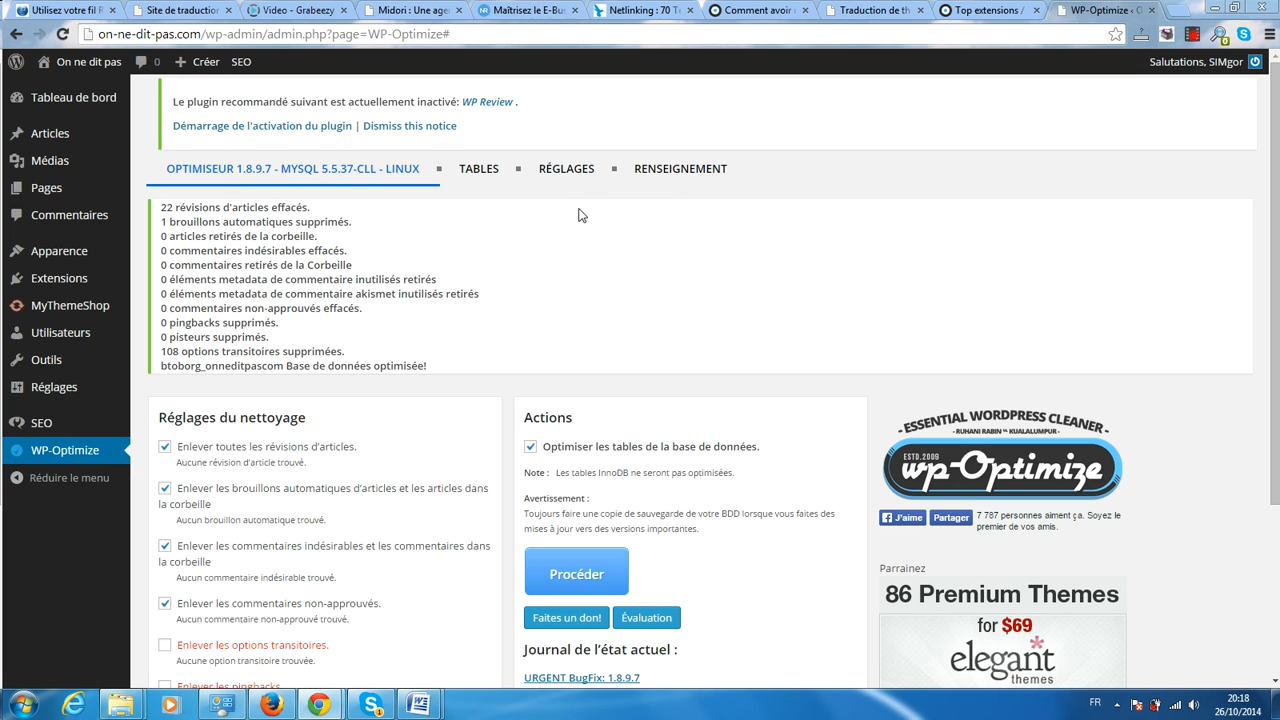 Utilisez votre fil R
Site de traduction
Video - Grabeezy
Midori : Une age
Maîtrisez le E-Bus
Netlinking : 70 T
Comment avoir
Traduction de th
Top extensions /
WP-Optimize ‹ O
on-ne-dit-pas.com/wp-admin/admin.php?page=WP-Optimize#
On ne dit pas
0
Créer
SEO
Salutations, SIMgor
Tableau de bord
Articles
Médias
Pages
Commentaires
Apparence
Extensions
MyThemeShop
Utilisateurs
Outils
Réglages
SEO
WP-Optimize
Réduire le menu
Le plugin recommandé suivant est actuellement inactivé: WP Review .
Démarrage de l'activation du plugin | Dismiss this notice
OPTIMISEUR 1.8.9.7 - MYSQL 5.5.37-CLL - LINUX
TABLES
RÉGLAGES
RENSEIGNEMENT
22 révisions d'articles effacés.
1 brouillons automatiques supprimés.
0 articles retirés de la corbeille.
0 commentaires indésirables effacés.
0 commentaires retirés de la Corbeille
0 éléments metadata de commentaire inutilisés retirés
0 éléments metadata de commentaire akismet inutilisés retirés
0 commentaires non-approuvés effacés.
0 pingbacks supprimés.
0 pisteurs supprimés.
108 options transitoires supprimées.
btoborg_onneditpascom Base de données optimisée!
Réglages du nettoyage
Enlever toutes les révisions d'articles.
Aucune révision d'article trouvé.
Enlever les brouillons automatiques d'articles et les articles dans
la corbeille
Aucun brouillon automatique trouvé.
Enlever les commentaires indésirables et les commentaires dans
la corbeille
Aucun commentaire indésirable trouvé.
Enlever les commentaires non-approuvés.
Aucun commentaire non-approuvé trouvé.
Enlever les options transitoires.
Aucune option transitoire trouvée.
Enlever les pingbacks
Actions
Optimiser les tables de la base de données.
Note : Les tables InnoDB ne seront pas optimisées.
Avertissement :
Toujours faire une copie de sauvegarde de votre BDD lorsque vous faites des
mises à jour vers des versions importantes.
Procéder
Faites un don!
Évaluation
Journal de l'état actuel :
URGENT BugFix: 1.8.9.7
ESSENTIAL WORDPRESS CLEANER
- RUHANI RABIN ™ KUALALUMPUR -
ESTD.2009
wp-Optimize
J'aime
Partager
7 787 personnes aiment ça. Soyez le
premier de vos amis.
Parrainez
86 Premium Themes
for $69
elegant
themes
FR
20:18
26/10/2014